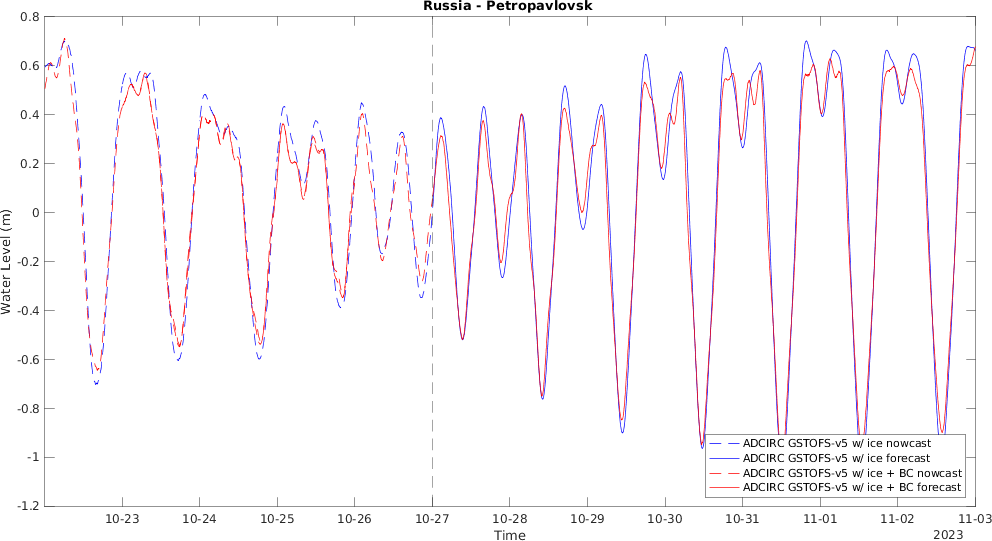 Russia - Petropavlovsk
Water Level (m)
0.8
0.6
0.4
0.2
0
-0.2
-0.4
-0.6
-0.8
-1
-1.2
ADCIRC GSTOFS-v5 w/ ice nowcast
ADCIRC GSTOFS-v5 w/ ice forecast
ADCIRC GSTOFS-v5 w/ ice + BC nowcast
ADCIRC GSTOFS-v5 w/ ice + BC forecast
10-23 10-24 10-25 10-26 10-27 10-28 10-29 10-30 10-31 11-01 11-02 11-03
Time
2023